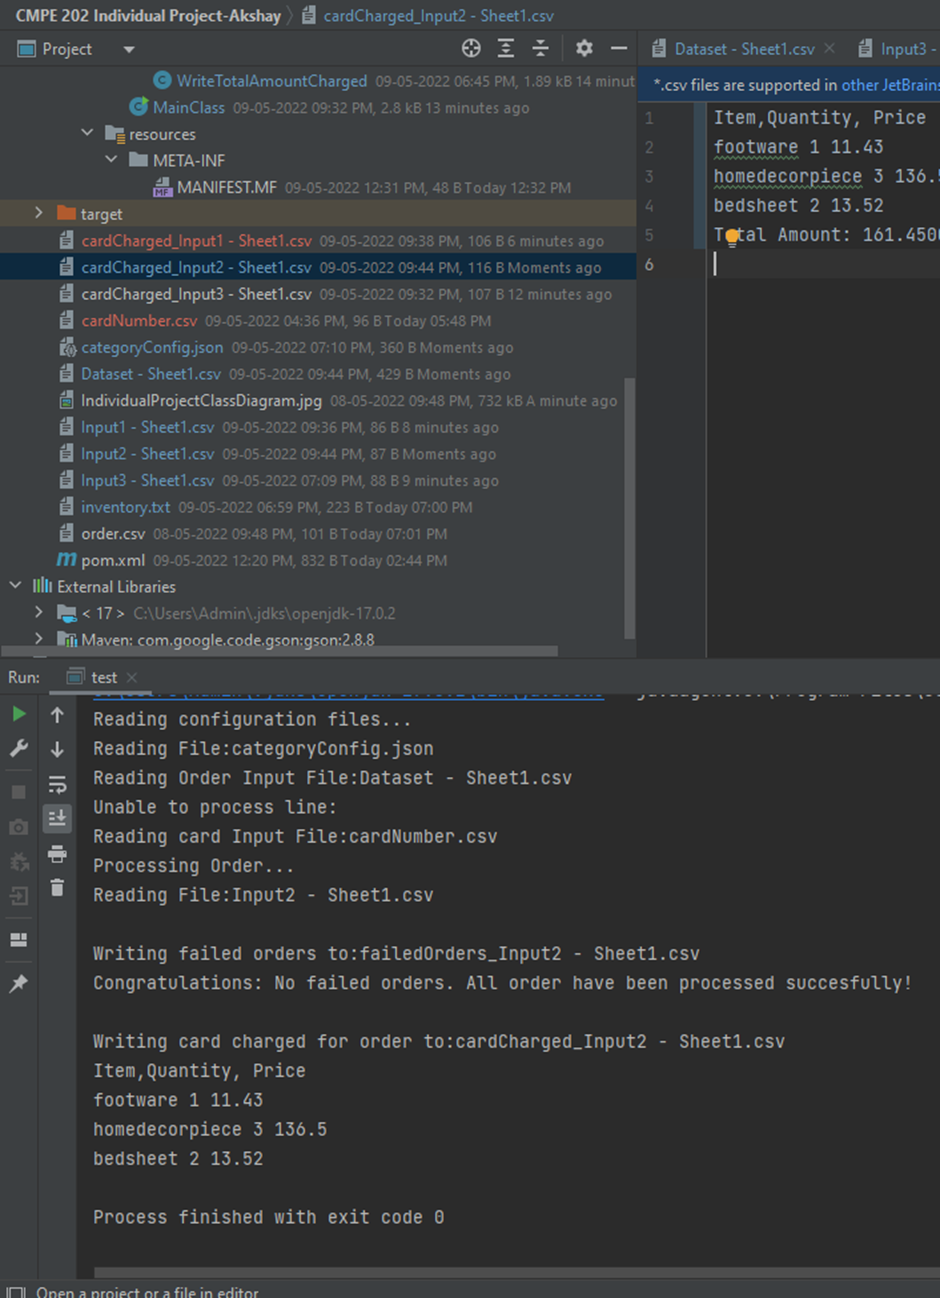 CMPE 202 Individual Project-Akshay cardCharged_Input2 - Sheet1.csv
Project
WriteTotalAmountCharged 09-05-2022 06:45 PM, 1.89 kB 14 minut
MainClass 09-05-2022 09:32 PM, 2.8 kB 13 minutes ago
resources
META-INF
MANIFEST.MF 09-05-2022 12:31 PM, 48 B Today 12:32 PM
target
cardCharged_Input1 - Sheet1.csv 09-05-2022 09:38 PM, 106 B 6 minutes ago
cardCharged_Input2 - Sheet1.csv 09-05-2022 09:44 PM, 116 B Moments ago
cardCharged_Input3 - Sheet1.csv 09-05-2022 09:32 PM, 107 B 12 minutes ago
cardNumber.csv 09-05-2022 04:36 PM, 96 B Today 05:48 PM
categoryConfig.json 09-05-2022 07:10 PM, 360 B Moments ago
Dataset - Sheet1.csv 09-05-2022 09:44 PM, 429 B Moments ago
IndividualProjectClassDiagram.jpg 08-05-2022 09:48 PM, 732 kB A minute ago
Input1 - Sheet1.csv 09-05-2022 09:36 PM, 86 B 8 minutes ago
Input2 - Sheet1.csv 09-05-2022 09:44 PM, 87 B Moments ago
Input3 - Sheet1.csv 09-05-2022 07:09 PM, 88 B 9 minutes ago
inventory.txt 09-05-2022 06:59 PM, 223 B Today 07:00 PM
order.csv 08-05-2022 09:48 PM, 101 B Today 07:01 PM
pom.xml 09-05-2022 12:20 PM, 832 B Today 02:44 PM
External Libraries
< 17 > C:\Users\Admin\.jdks\openjdk-17.0.2
Maven: com.google.code.gson:gson:2.8.8
Dataset - Sheet1.csv Input3 -
*.csv files are supported in other JetBrains
1 Item,Quantity, Price
2 footware 1 11.43
3 homedecorpiece 3 136.5
4 bedsheet 2 13.52
5 Total Amount: 161.4500
6
Run: test
Reading configuration files...
Reading File:categoryConfig.json
Reading Order Input File:Dataset - Sheet1.csv
Unable to process line:
Reading card Input File:cardNumber.csv
Processing Order...
Reading File:Input2 - Sheet1.csv
Writing failed orders to:failedOrders_Input2 - Sheet1.csv
Congratulations: No failed orders. All order have been processed succesfully!
Writing card charged for order to:cardCharged_Input2 - Sheet1.csv
Item,Quantity, Price
footware 1 11.43
homedecorpiece 3 136.5
bedsheet 2 13.52
Process finished with exit code 0
Open a project or a file in editor